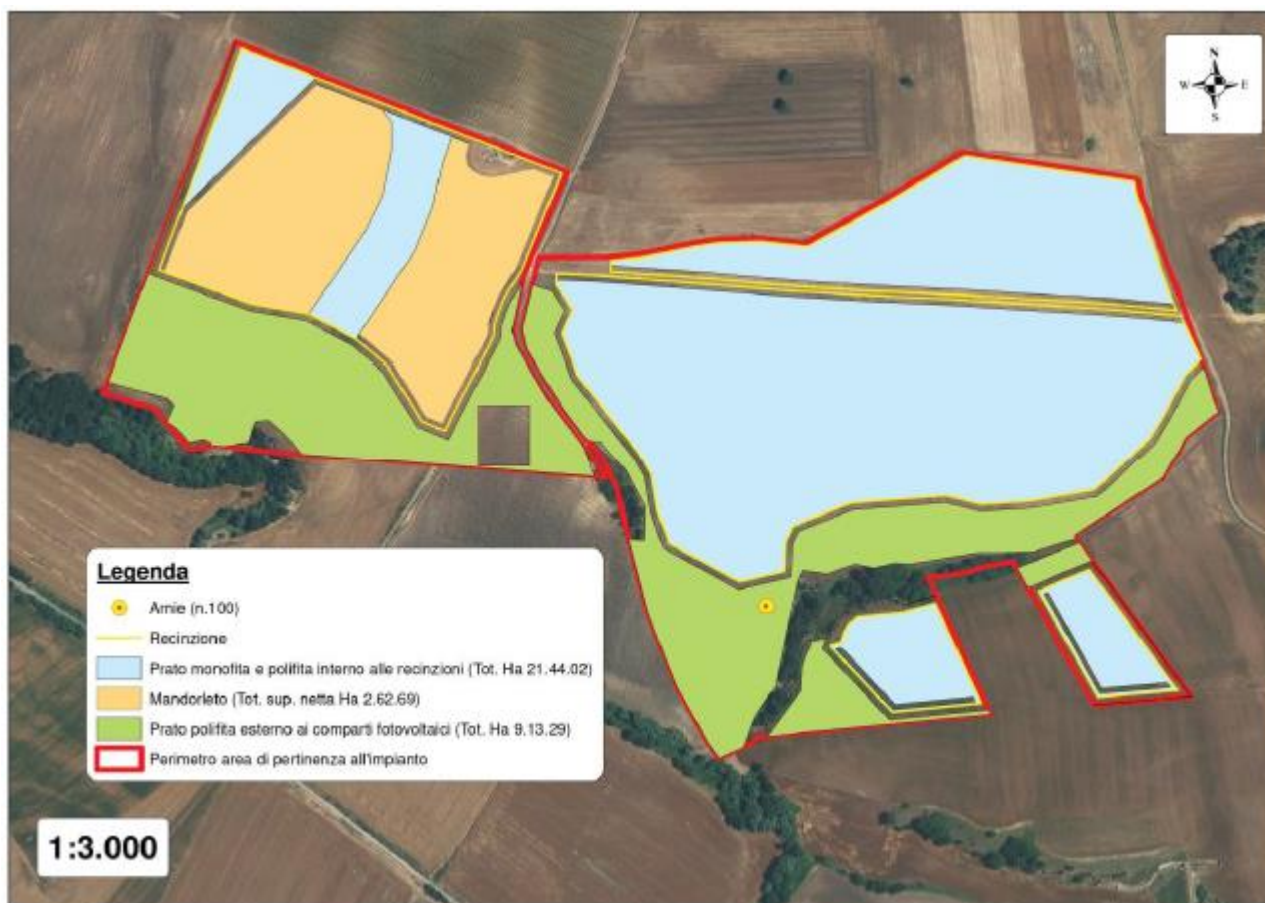 N
W E
S
Legenda
Arnie (n.100)
Recinzione
Prato monofita e polifita interno alle recinzioni (Tot. Ha 21.44.02)
Mandorleto (Tot. sup. netta Ha 2.62.69)
Prato polifita esterno ai comparti fotovoltaici (Tot. Ha 9.13.29)
Perimetro area di pertinenza all'impianto
1:3.000